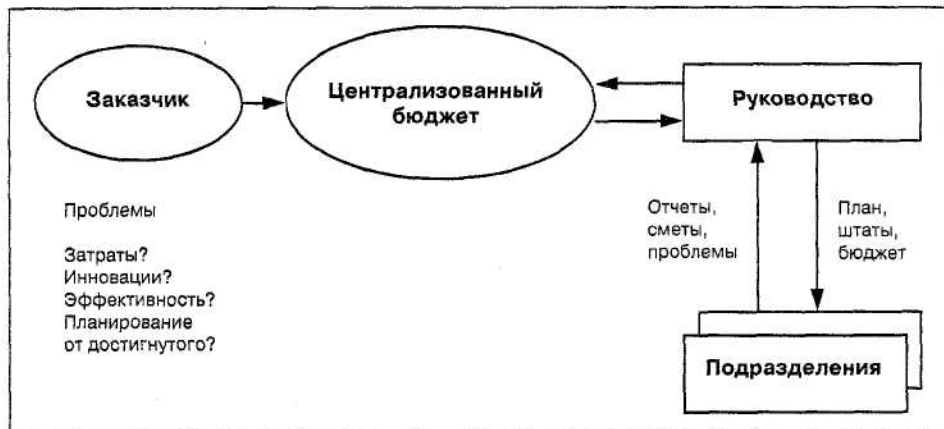 Заказчик
Централизованный
бюджет
Руководство
Проблемы
Затраты?
Инновации?
Эффективность?
Планирование
от достигнутого?
Отчеты,
сметы,
проблемы
План,
штаты,
бюджет
Подразделения